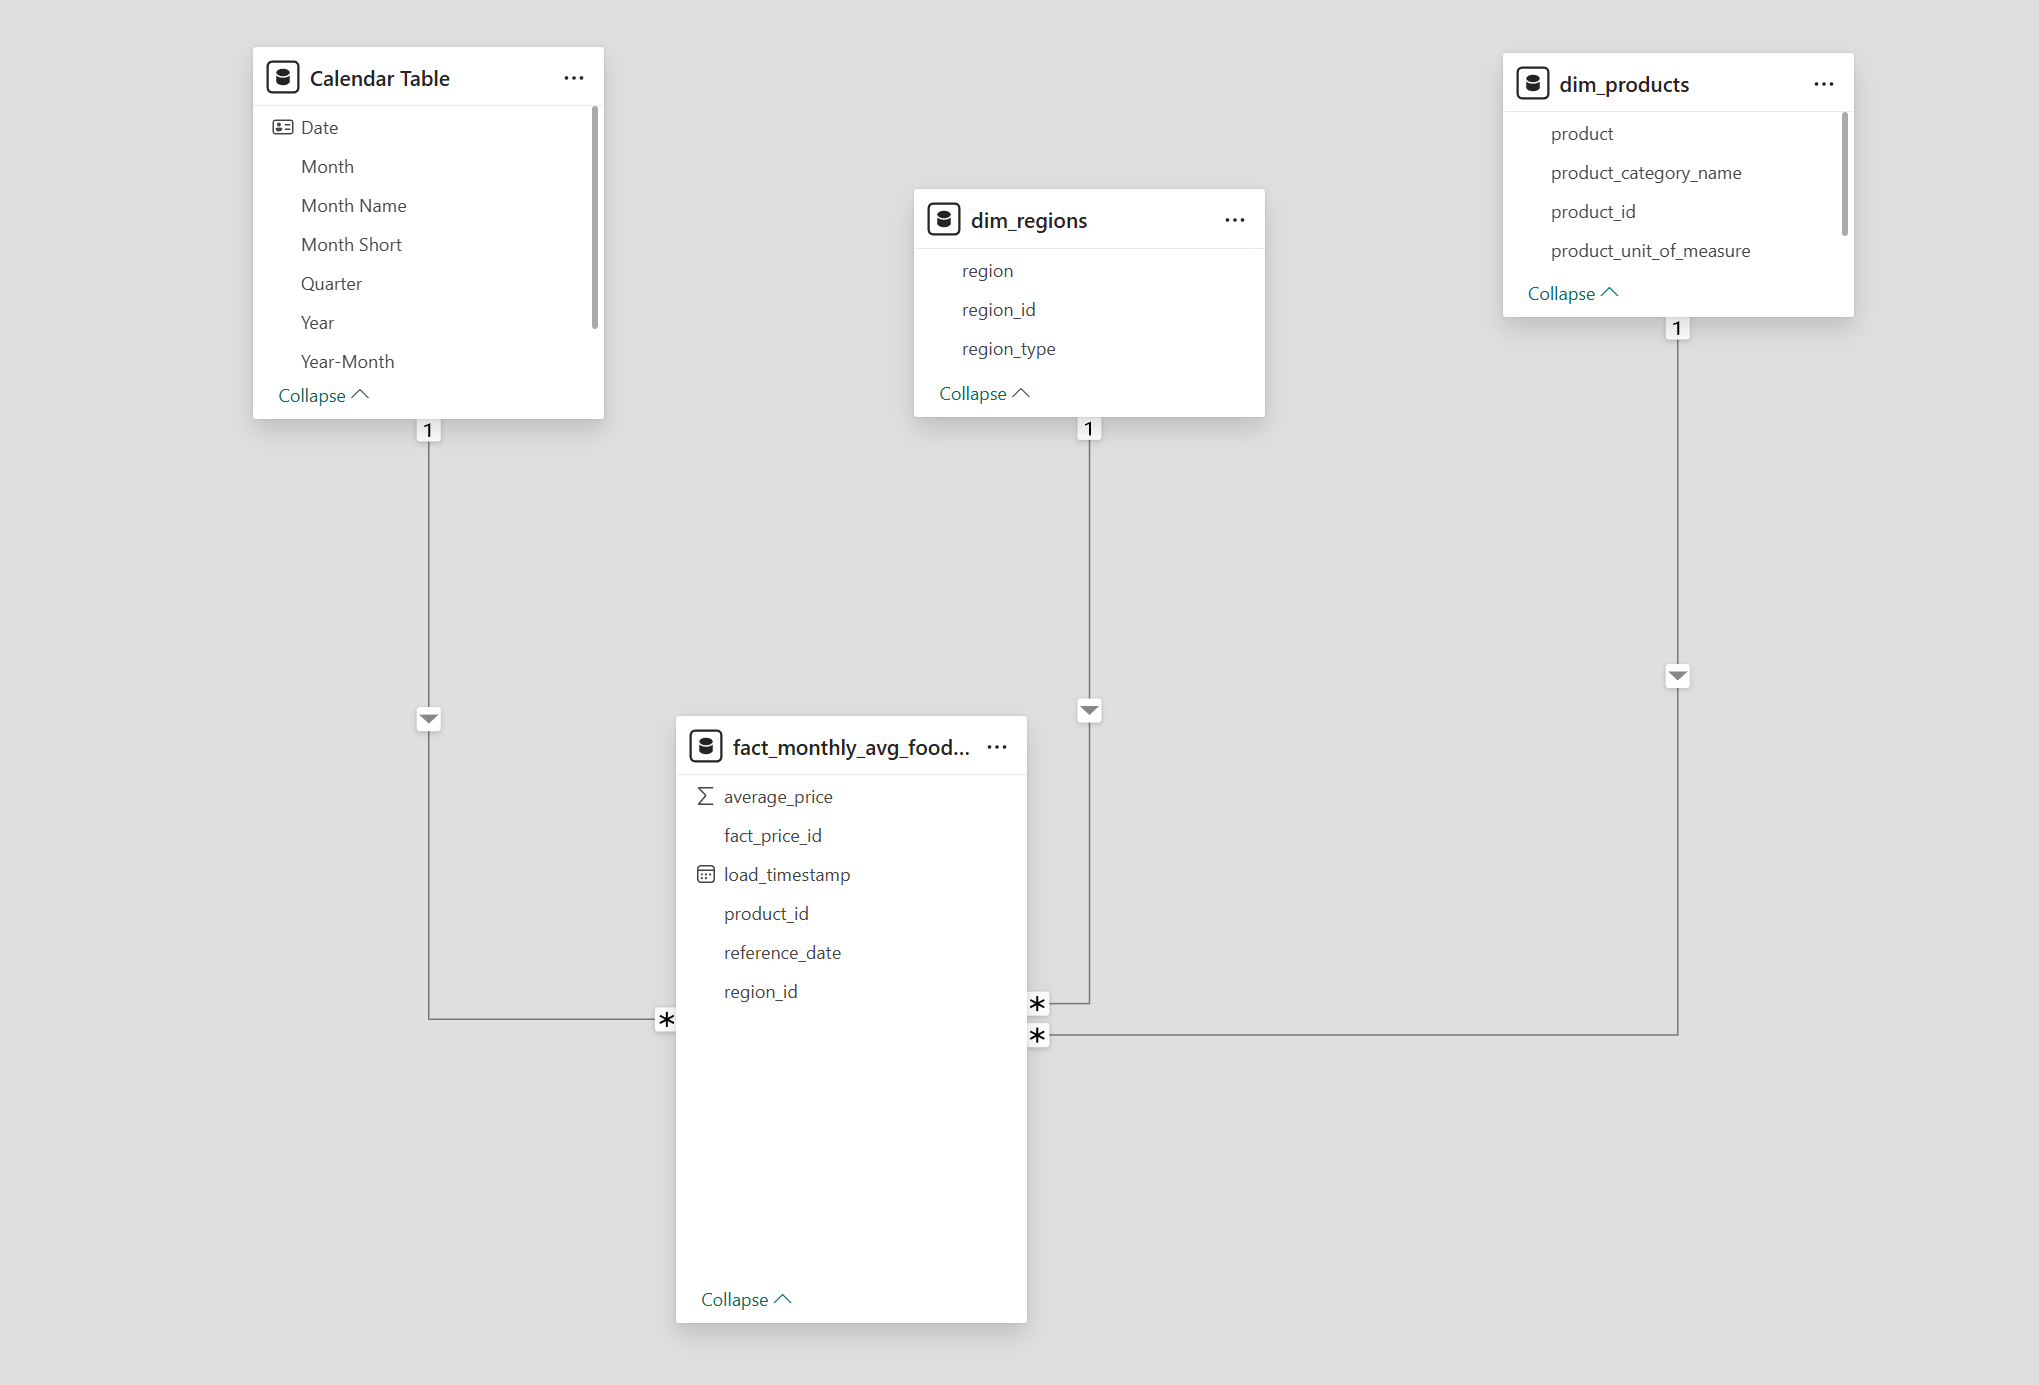 Calendar Table
Date
Month
Month Name
Month Short
Quarter
Year
Year-Month
Collapse
1
dim_regions
region
region_id
region_type
Collapse
1
dim_products
product
product_category_name
product_id
product_unit_of_measure
Collapse
1
fact_monthly_avg_food...
average_price
fact_price_id
load_timestamp
product_id
reference_date
region_id
Collapse
*
*
*